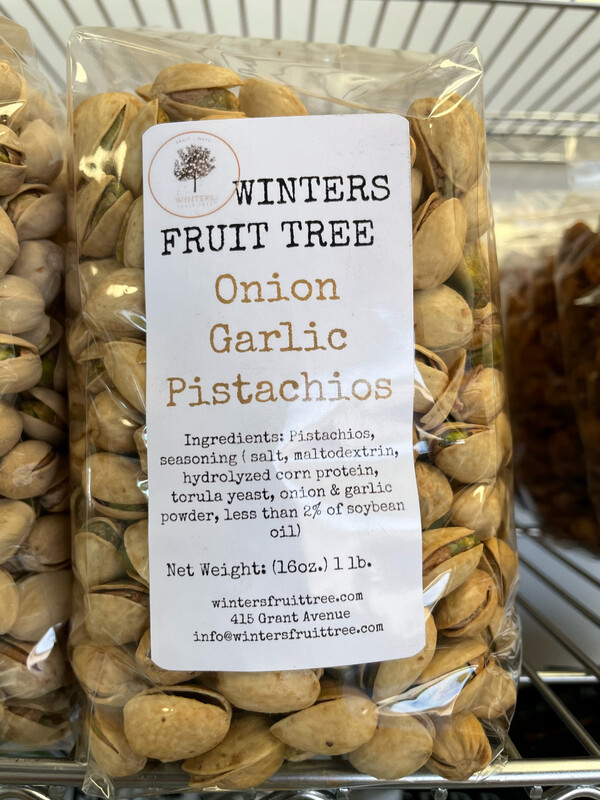 WINTERS
WINTERS
FRUIT TREE
Onion
Garlic
Pistachios
Ingredients: Pistachios,
seasoning ( salt, maltodextrin,
hydrolyzed corn protein,
torula yeast, onion & garlic
powder, less than 2% of soybean
oil)
Net Weight: (16oz.) 1 lb.
wintersfruittree.com
415 Grant Avenue
info@wintersfruittree.com